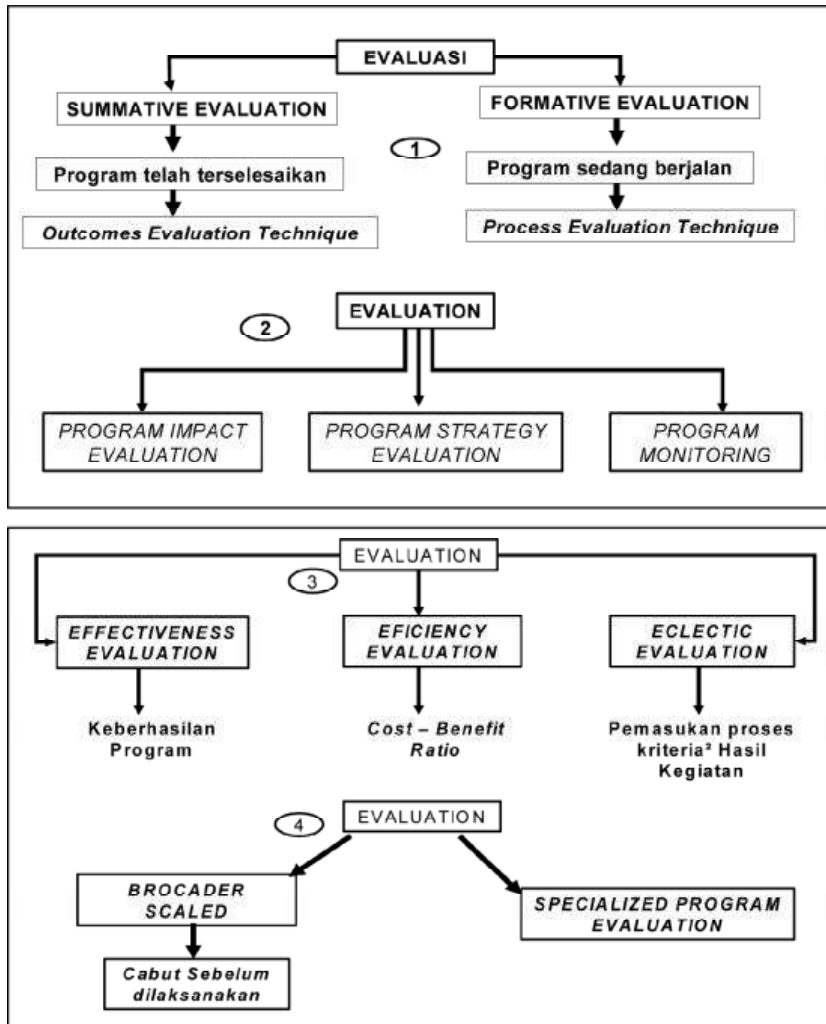 EVALUASI
SUMMATIVE EVALUATION
FORMATIVE EVALUATION
1
Program telah terselesaikan
Program sedang berjalan
Outcomes Evaluation Technique
Process Evaluation Technique
2
EVALUATION
PROGRAM IMPACT
EVALUATION
PROGRAM STRATEGY
EVALUATION
PROGRAM
MONITORING
EVALUATION
3
EFFECTIVENESS
EVALUATION
EFICIENCY
EVALUATION
ECLECTIC
EVALUATION
Keberhasilan
Program
Cost – Benefit
Ratio
Pemasukan proses
kriteria² Hasil
Kegiatan
4
EVALUATION
BROCADER
SCALED
SPECIALIZED PROGRAM
EVALUATION
Cabut Sebelum
dilaksanakan